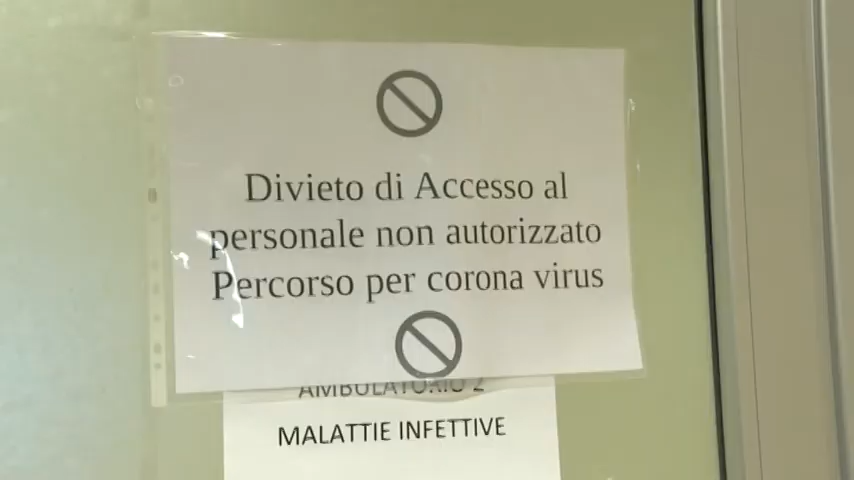 Divieto di Accesso al
personale non autorizzato
Percorso per corona virus
AMBULATORIO 2
MALATTIE INFETTIVE